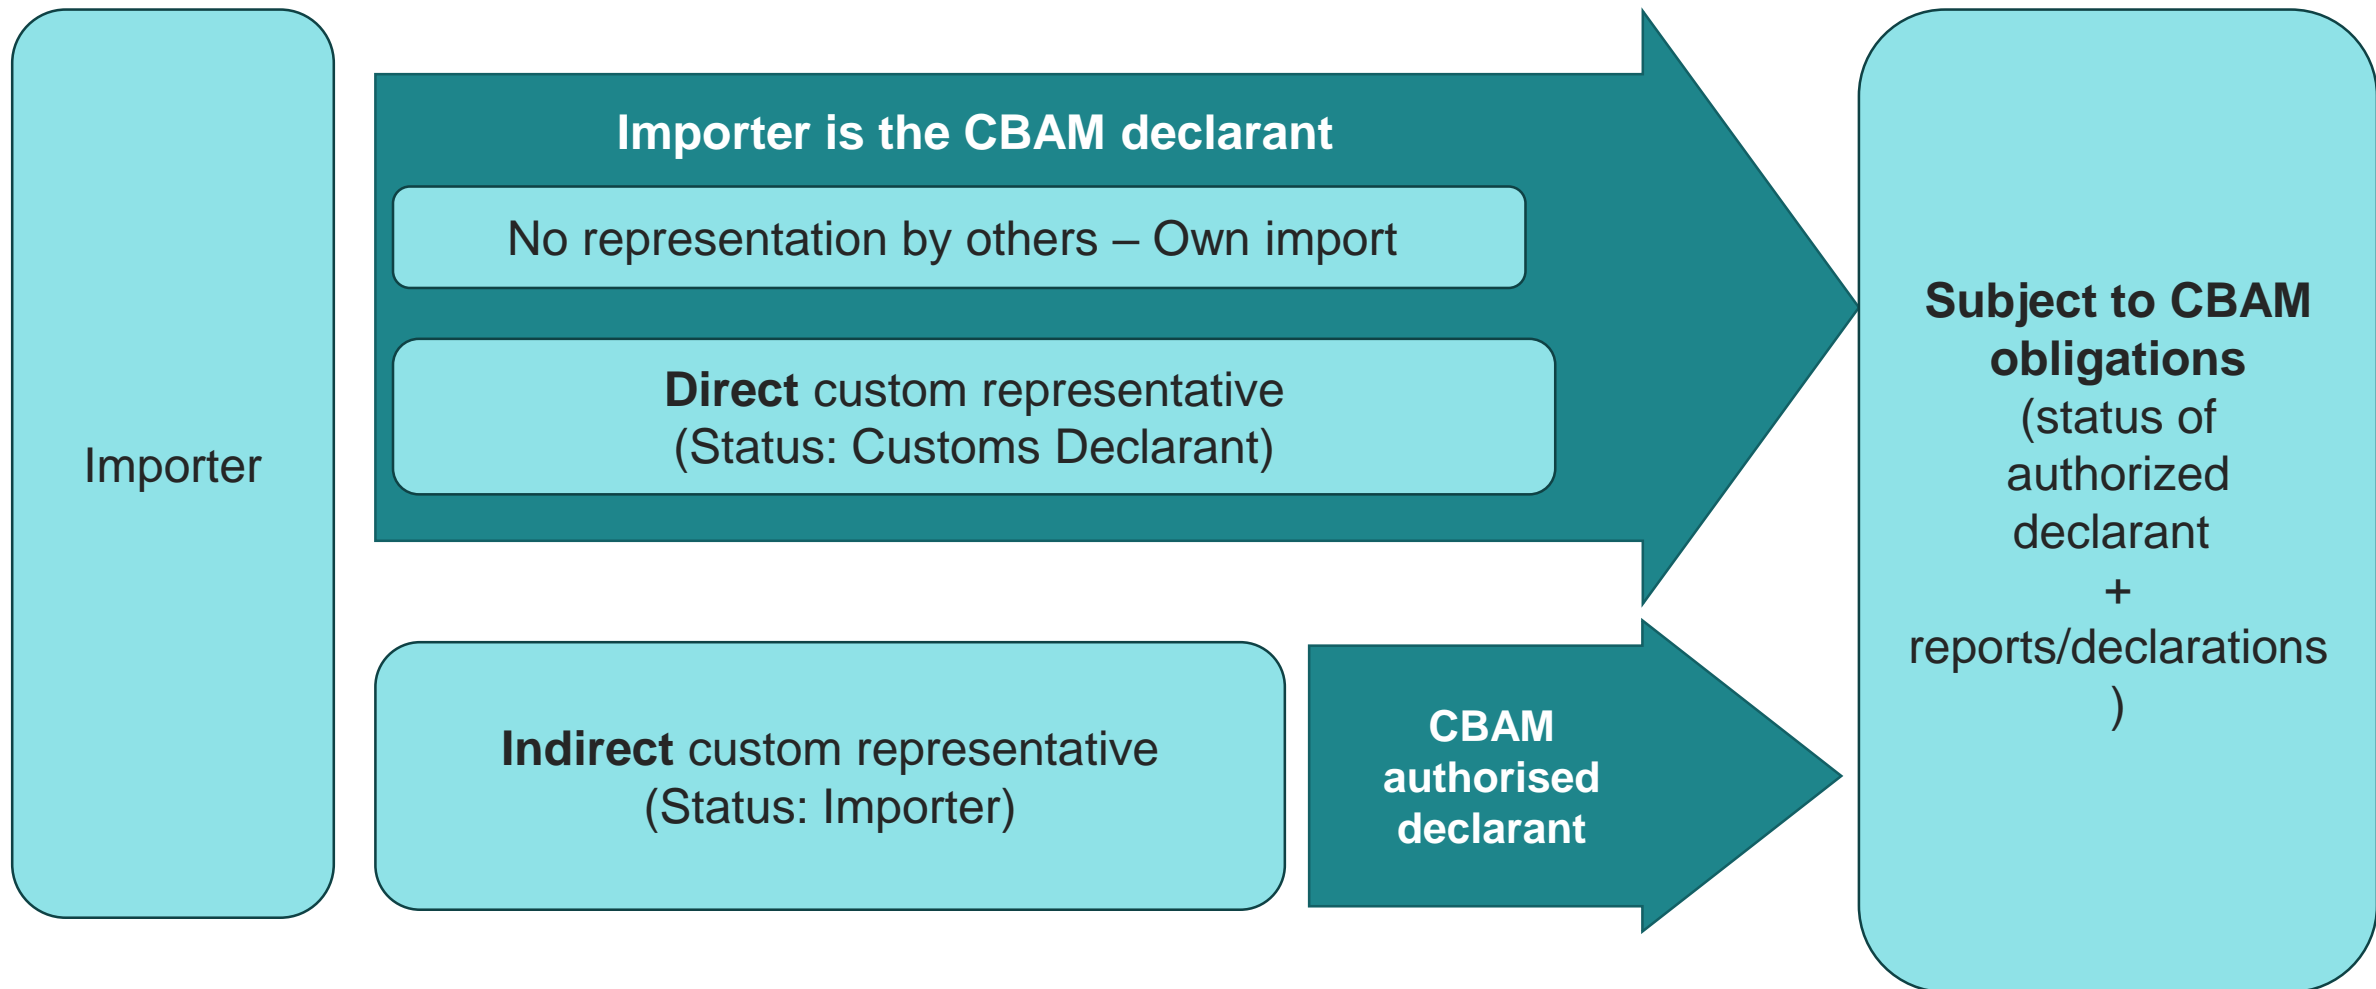 Importer
Importer is the CBAM declarant
No representation by others – Own import
Direct custom representative
(Status: Customs Declarant)
Indirect custom representative
(Status: Importer)
CBAM
authorised
declarant
Subject to CBAM
obligations
(status of
authorized
declarant
+
reports/declarations
)